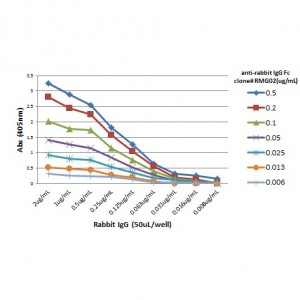 anti-rabbit IgG Fc
clone#RMG02(ug/mL)
3.5
3
2.5
2
1.5
1
0.5
0
Abs (405nm)
0.5
0.2
0.1
0.05
0.025
0.013
0.006
2ug/mL
1ug/mL
0.5ug/mL
0.25ug/mL
0.125ug/mL
0.063ug/mL
0.031ug/mL
0.016ug/mL
0.008ug/mL
Rabbit IgG (50uL/well)